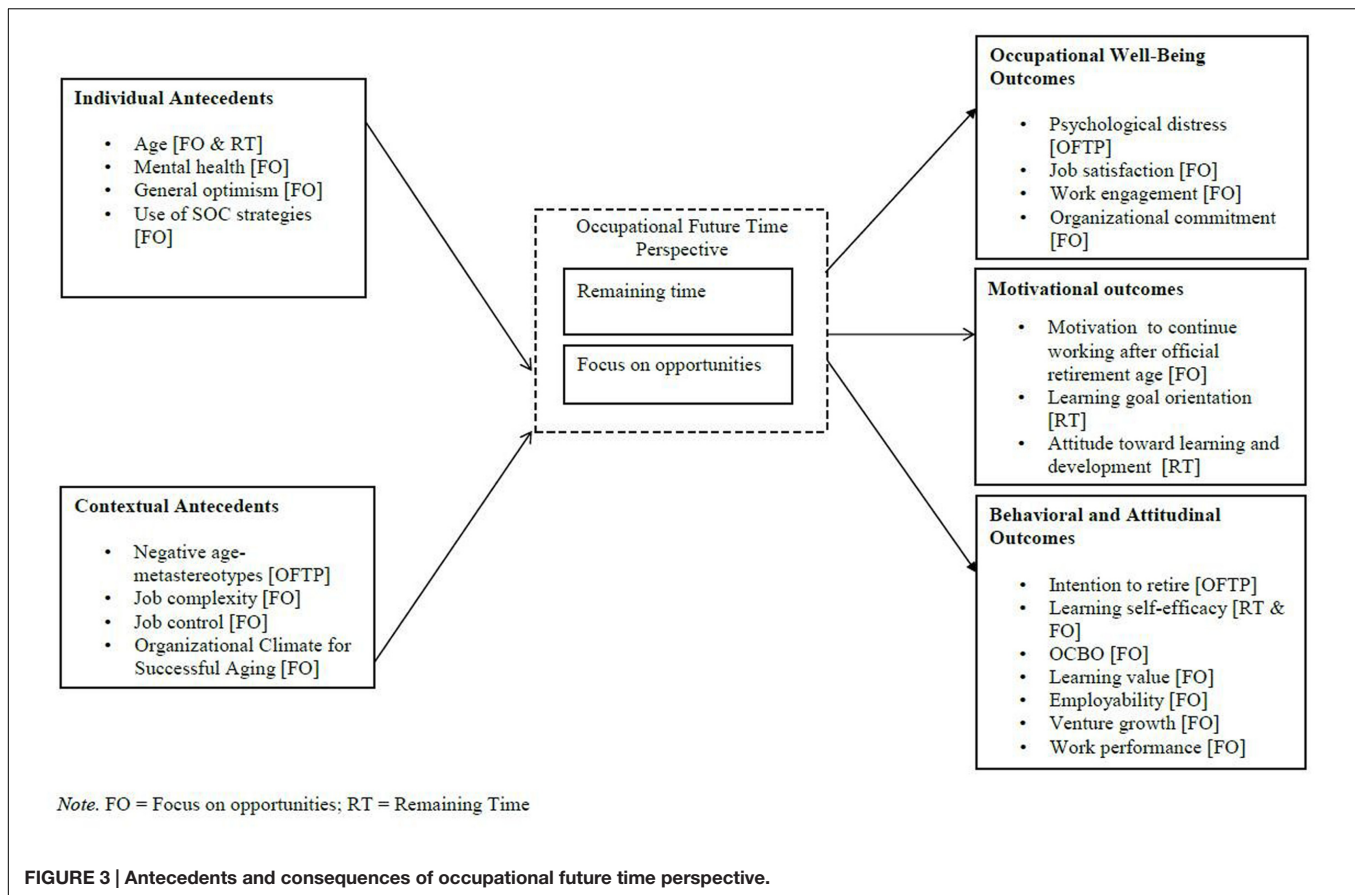 Individual Antecedents
• Age [FO & RT]
• Mental health [FO]
• General optimism [FO]
• Use of SOC strategies
[FO]
Contextual Antecedents
• Negative age-
metastereotypes [OFTP]
• Job complexity [FO]
• Job control [FO]
• Organizational Climate for
Successful Aging [FO]
Occupational Future Time
Perspective
Remaining time
Focus on opportunities
Occupational Well-Being
Outcomes
• Psychological distress
[OFTP]
• Job satisfaction [FO]
• Work engagement [FO]
• Organizational commitment
[FO]
Motivational outcomes
• Motivation to continue
working after official
retirement age [FO]
• Learning goal orientation
[RT]
• Attitude toward learning and
development [RT]
Behavioral and Attitudinal
Outcomes
• Intention to retire [OFTP]
• Learning self-efficacy [RT &
FO]
• OCBO [FO]
• Learning value [FO]
• Employability [FO]
• Venture growth [FO]
• Work performance [FO]
Note. FO = Focus on opportunities; RT = Remaining Time
FIGURE 3 | Antecedents and consequences of occupational future time perspective.